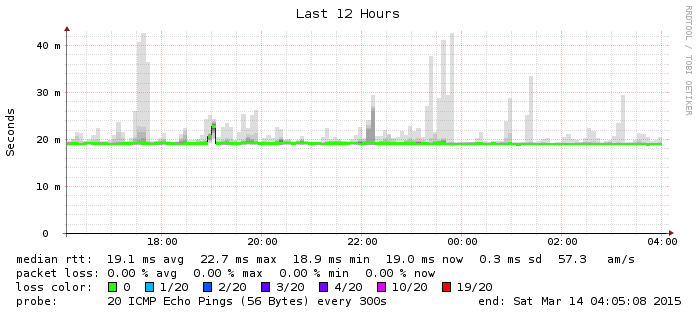 Last 12 Hours
RRDTOOL / TOBI OETIKER
Seconds
40 m
30 m
20 m
10 m
0
18:00 20:00 22:00 00:00 02:00 04:00
median rtt: 19.1 ms avg 22.7 ms max 18.9 ms min 19.0 ms now 0.3 ms sd 57.3 am/s
packet loss: 0.00 % avg 0.00 % max 0.00 % min 0.00 % now
loss color: 0 1/20 2/20 3/20 4/20 10/20 19/20
probe: 20 ICMP Echo Pings (56 Bytes) every 300s end: Sat Mar 14 04:05:08 2015